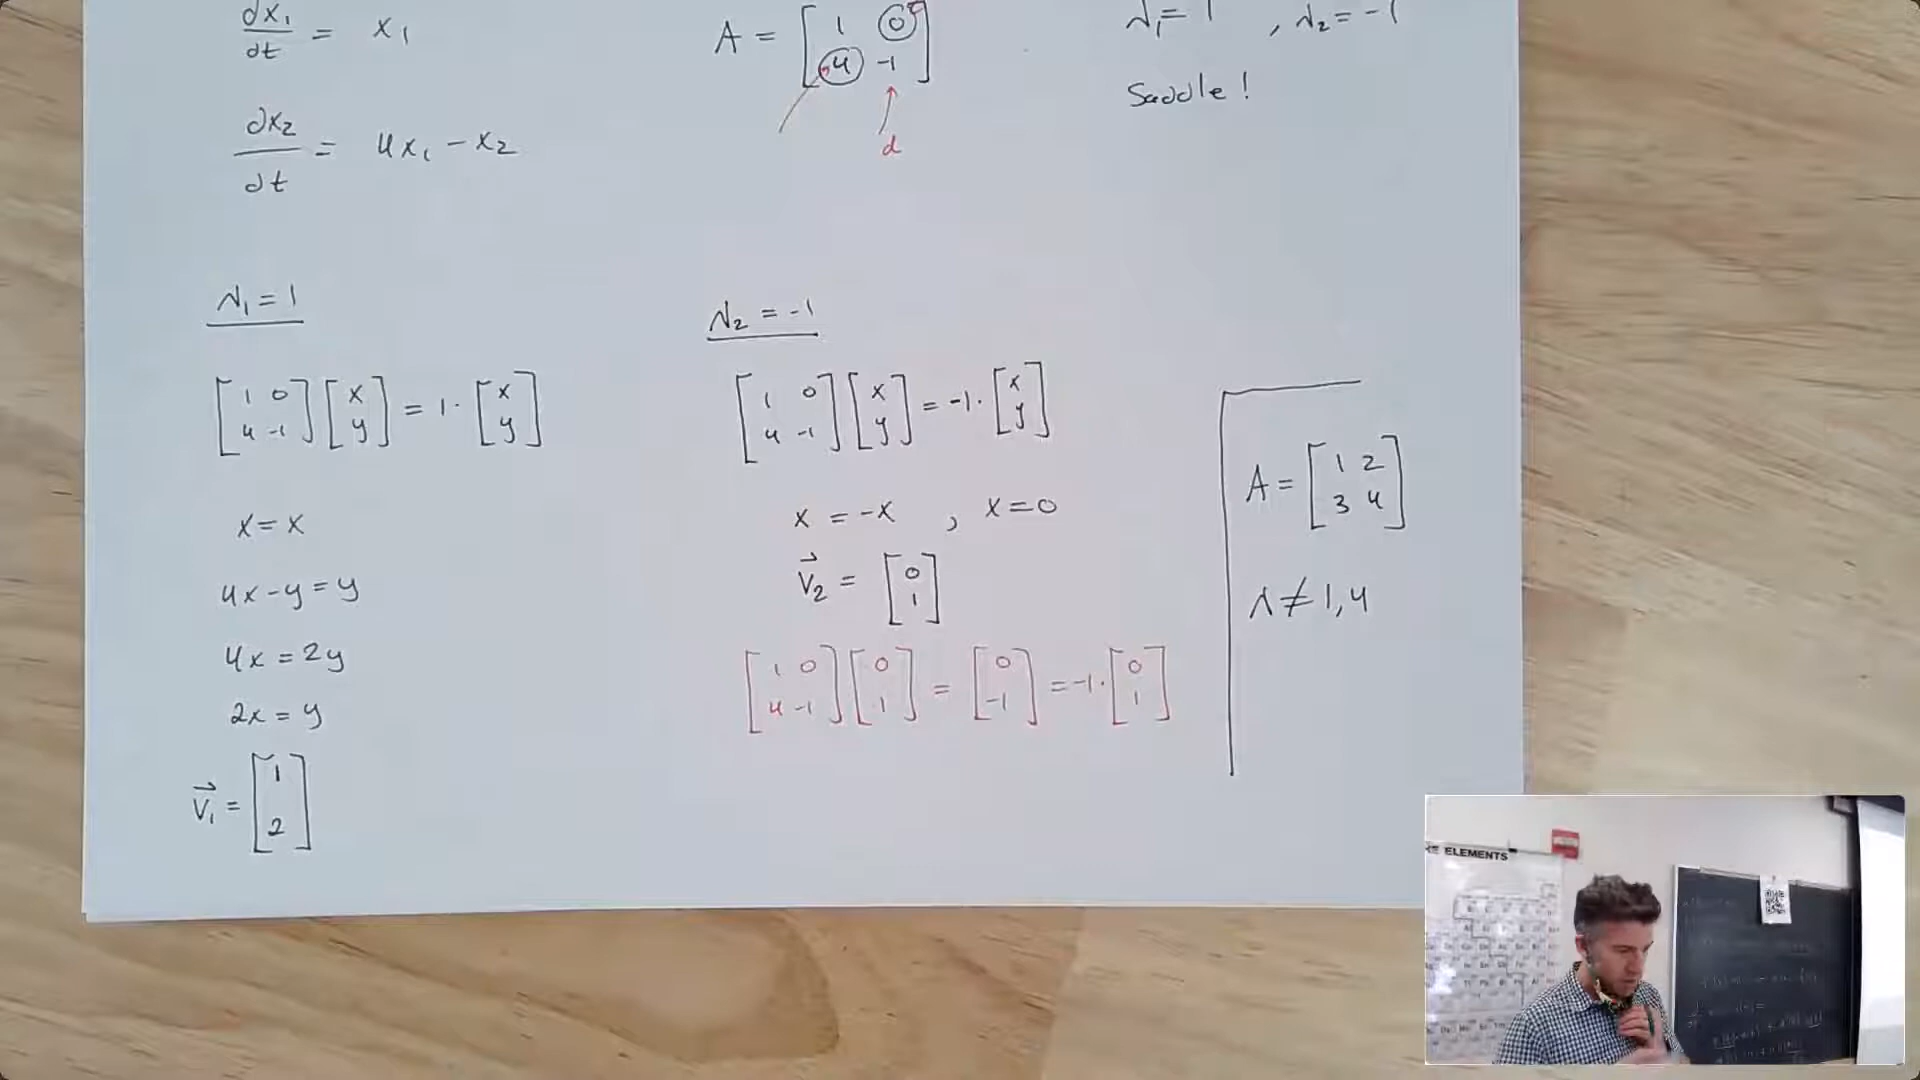 dx₁/dt = x₁
A = [1 0; 4 -1]
λ₁ = 1 , λ₂ = -1
Saddle!
dx₂/dt = 4x₁ - x₂
d
λ₁ = 1
[1 0; 4 -1] [x; y] = 1· [x; y]
x = x
4x - y = y
4x = 2y
2x = y
v⃗₁ = [1; 2]
λ₂ = -1
[1 0; 4 -1] [x; y] = -1· [x; y]
x = -x , x = 0
v⃗₂ = [0; 1]
[1 0; 4 -1] [0; 1] = [0; -1] = -1· [0; 1]
A = [1 2; 3 4]
λ ≠ 1, 4
ELEMENTS